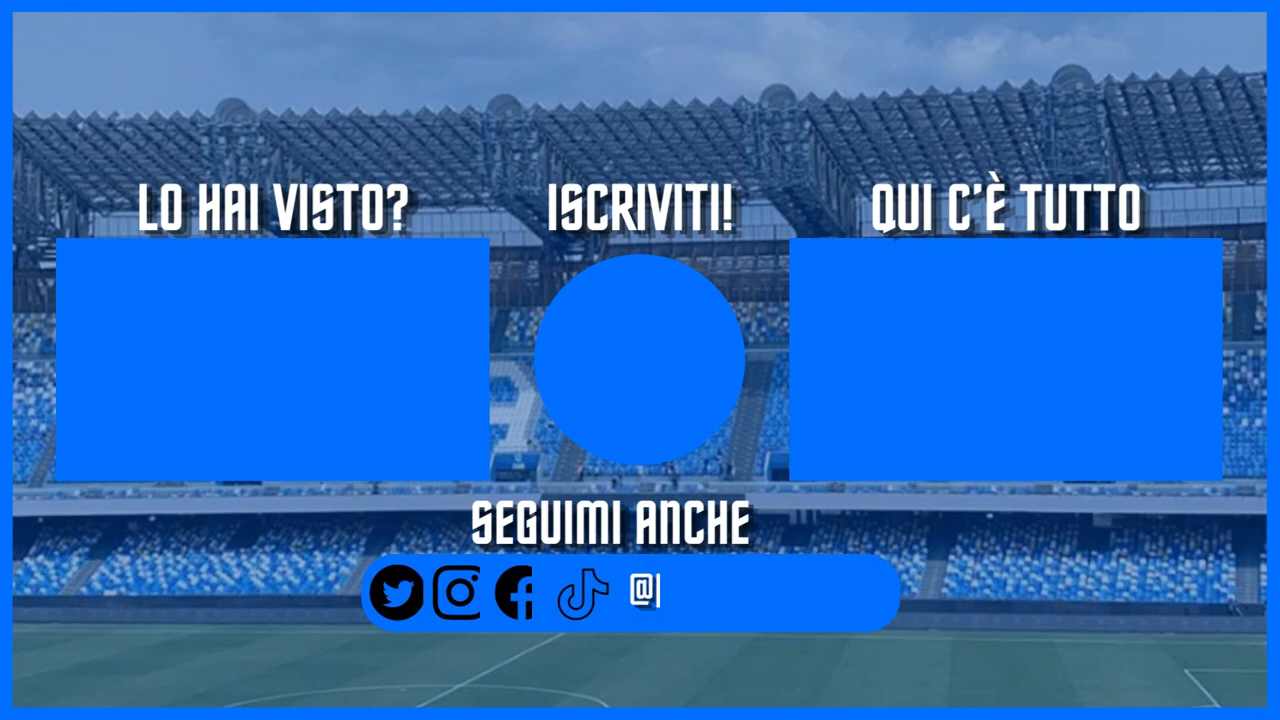 LO HAI VISTO?
ISCRIVITI!
QUI C'È TUTTO
SEGUIMI ANCHE
@|